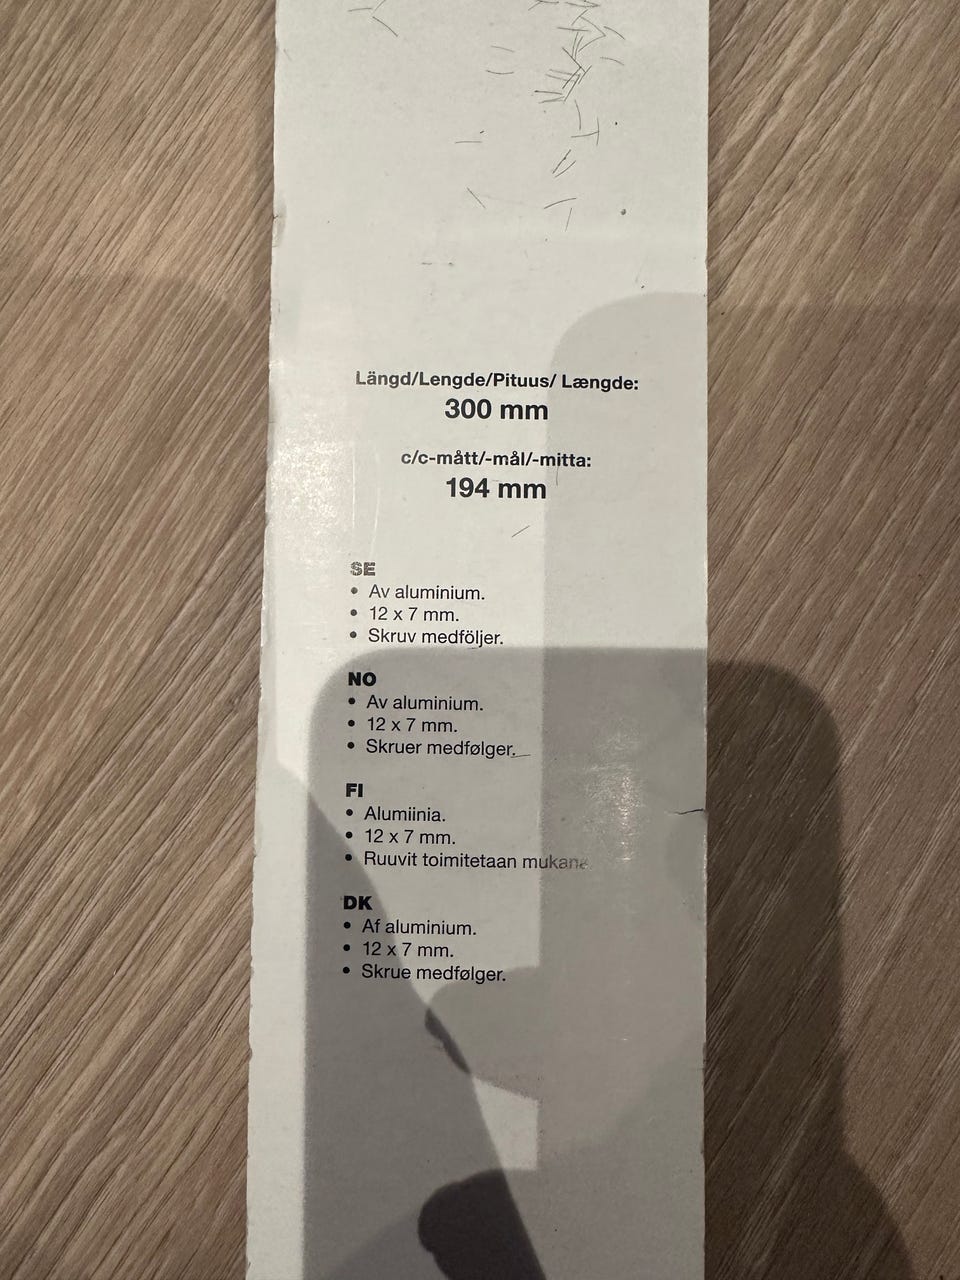 Längd/Lengde/Pituus/ Længde:
300 mm
c/c-mått/-mål/-mitta:
194 mm
SE
• Av aluminium.
• 12 x 7 mm.
• Skruv medföljer.
NO
• Av aluminium.
• 12 x 7 mm.
• Skruer medfølger.
FI
• Alumiinia.
• 12 x 7 mm.
• Ruuvit toimitetaan
DK
• Af aluminium.
• 12 x 7 mm.
• Skrue medfølger.